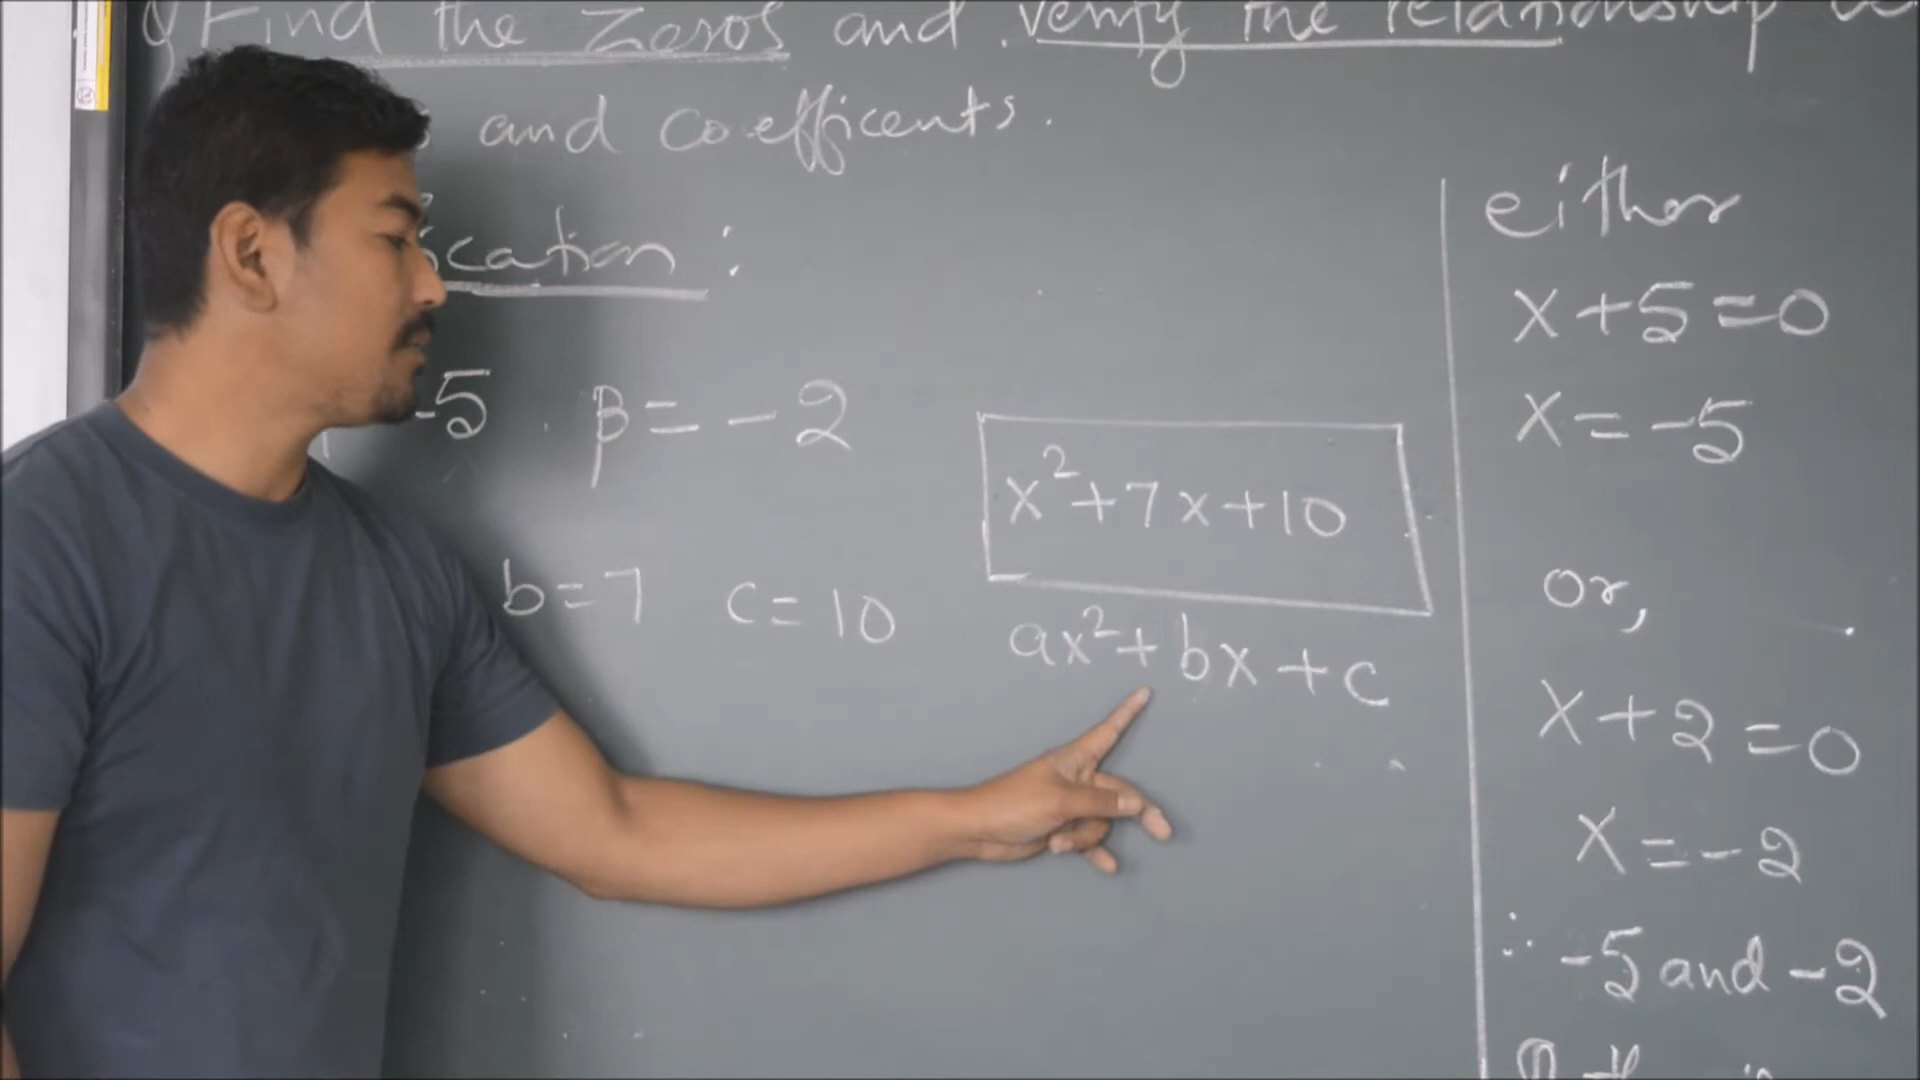 Q Find the Zeros and verify the relationship
and coefficents.
ication :
-5 . β = -2
b=7 c=10
x²+7x+10
ax²+bx+c
either
x+5=0
x=-5
or,
x+2=0
x=-2
∴ -5 and -2